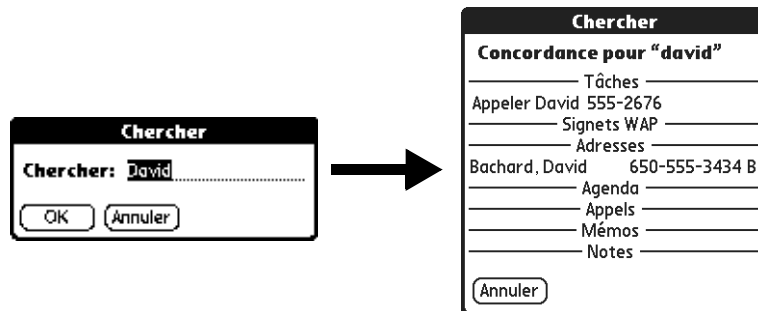 Chercher
Chercher: David
OK Annuler
Chercher
Concordance pour “david”
Tâches
Appeler David 555-2676
Signets WAP
Adresses
Bachard, David 650-555-3434 B
Agenda
Appels
Mémos
Notes
Annuler